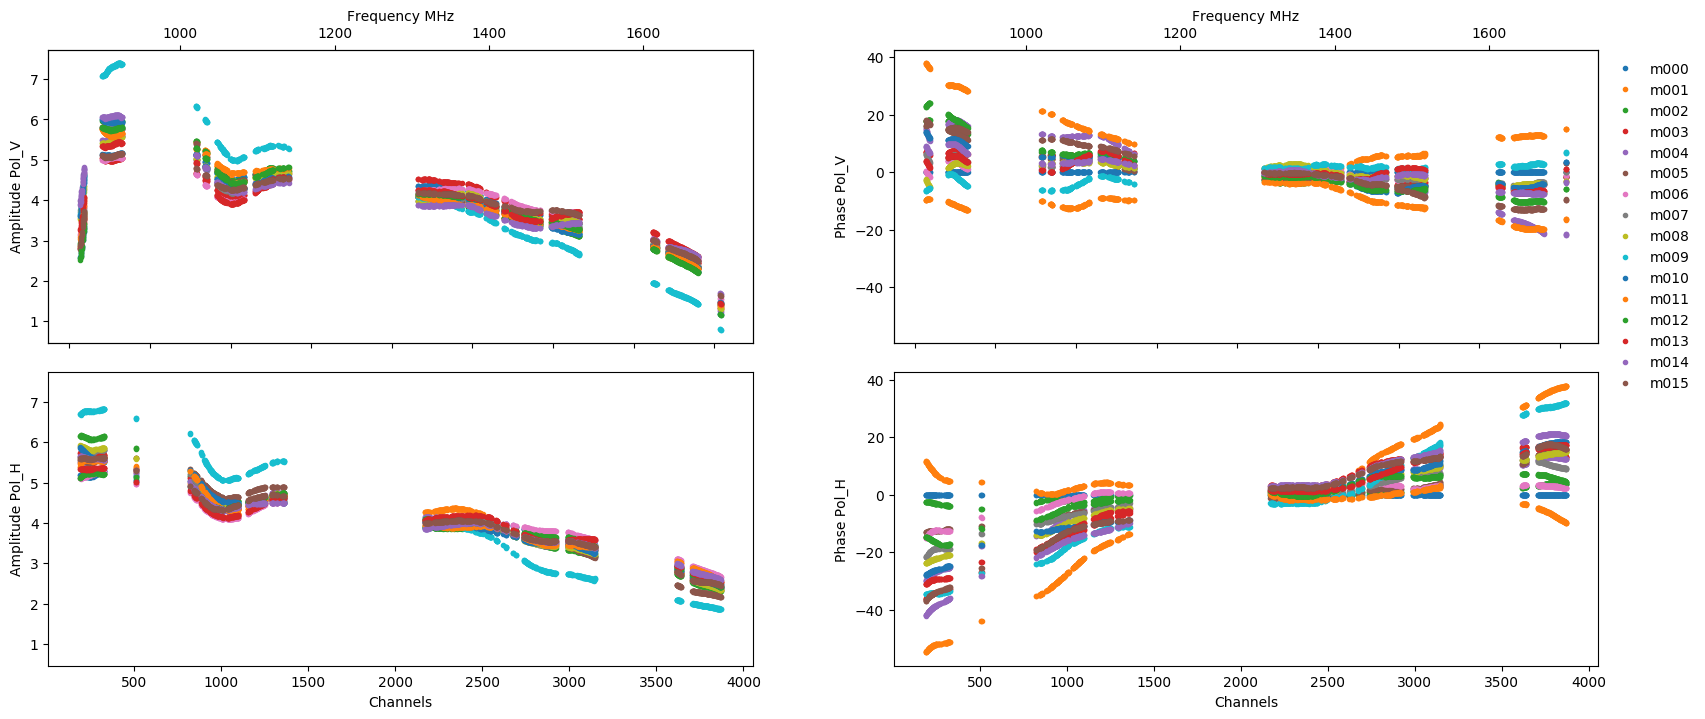 Frequency MHz
1000 1200 1400 1600
Amplitude Pol_V
7
6
5
4
3
2
1
Frequency MHz
1000 1200 1400 1600
Phase Pol_V
40
20
0
−20
−40
m000
m001
m002
m003
m004
m005
m006
m007
m008
m009
m010
m011
m012
m013
m014
m015
Amplitude Pol_H
7
6
5
4
3
2
1
500 1000 1500 2000 2500 3000 3500 4000
Channels
Phase Pol_H
40
20
0
−20
−40
500 1000 1500 2000 2500 3000 3500 4000
Channels